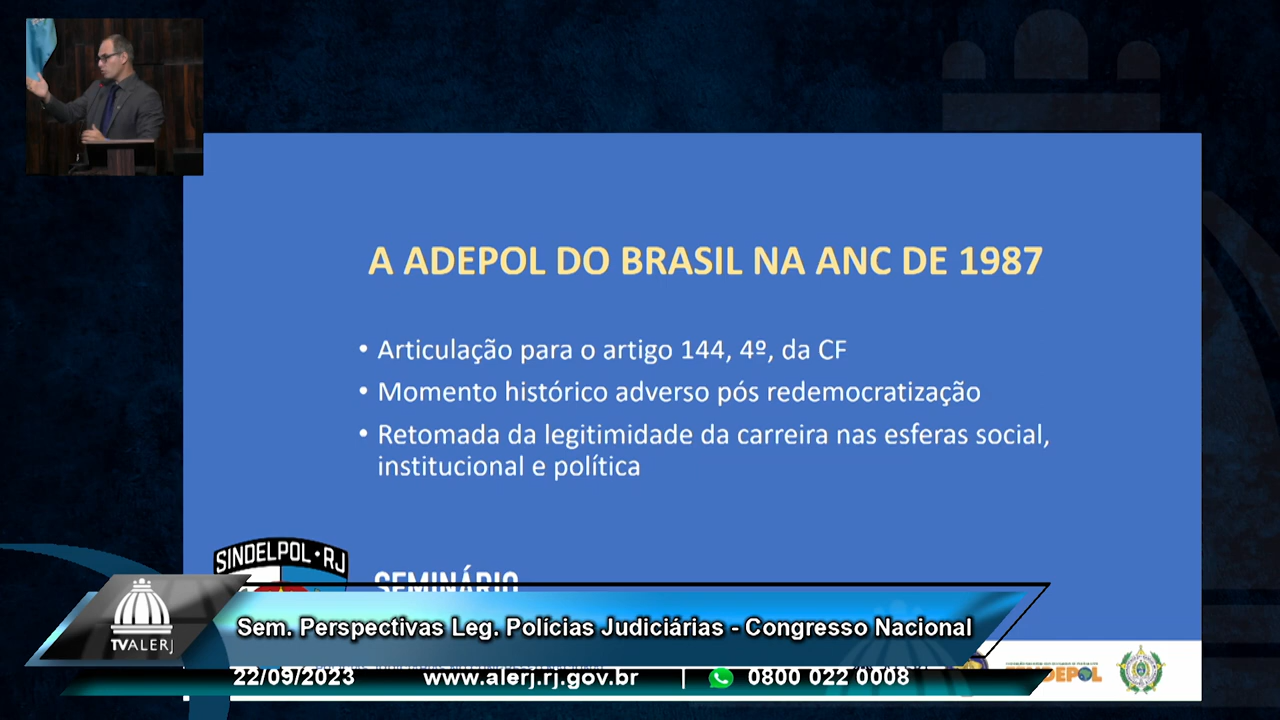 A ADEPOL DO BRASIL NA ANC DE 1987
• Articulação para o artigo 144, 4º, da CF
• Momento histórico adverso pós redemocratização
• Retomada da legitimidade da carreira nas esferas social,
institucional e política
SINDELPOL • RJ
SEMINÁRIO
TVALERJ
Sem. Perspectivas Leg. Polícias Judiciárias - Congresso Nacional
22/09/2023 www.alerj.rj.gov.br | 0800 022 0008